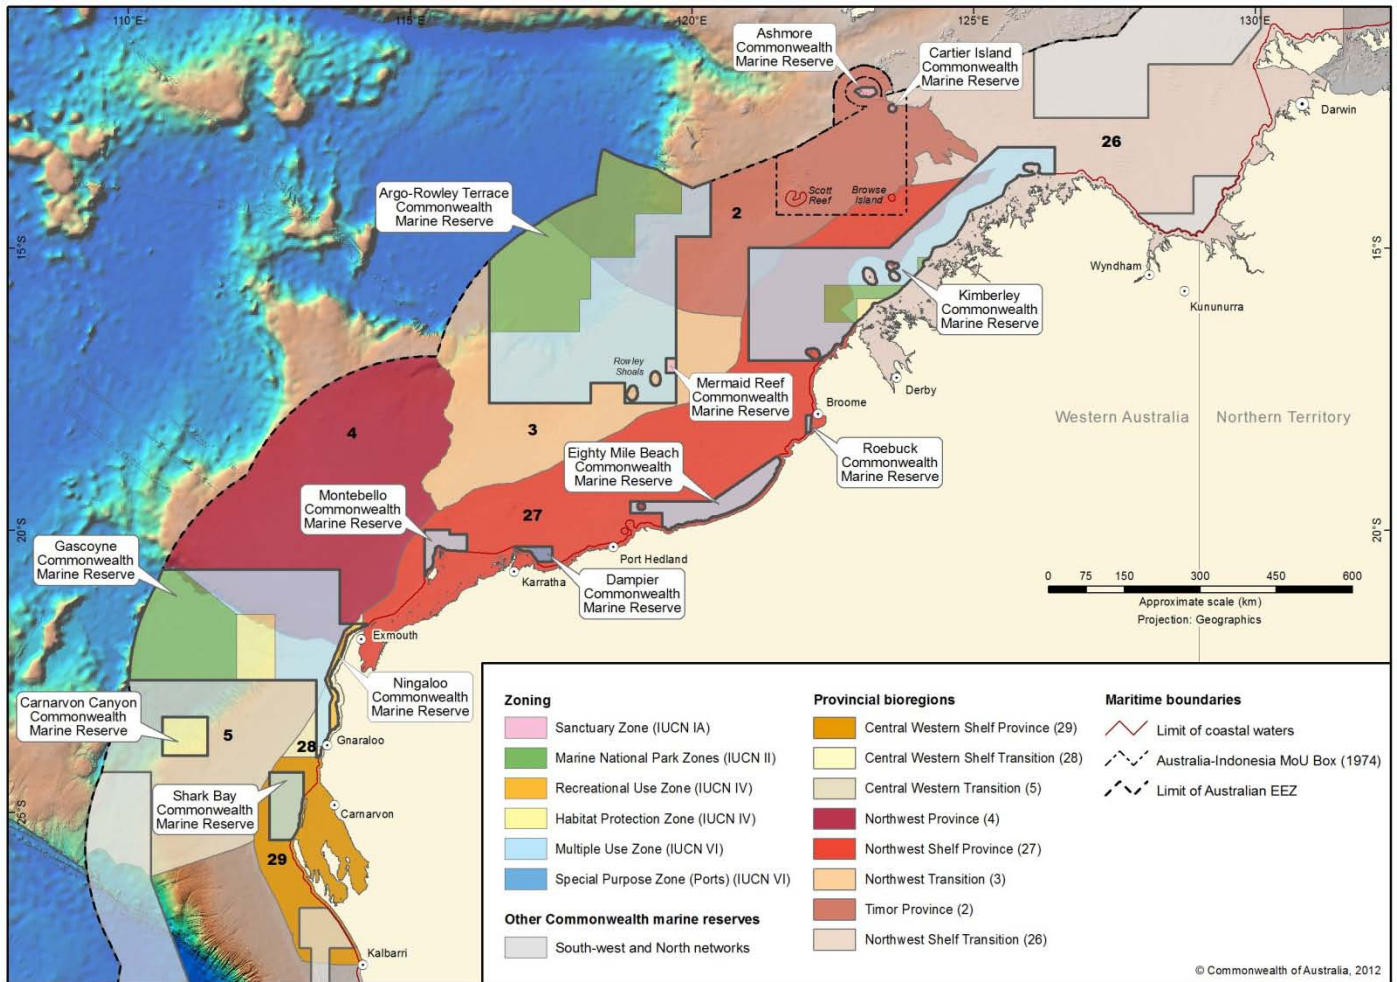 110°E
115°E
120°E
125°E
130°E
Ashmore
Commonwealth
Marine Reserve
Cartier Island
Commonwealth
Marine Reserve
Darwin
26
Argo-Rowley Terrace
Commonwealth
Marine Reserve
2
Scott
Reef
Browse
Island
15°S
15°S
Wyndham
Kununurra
Kimberley
Commonwealth
Marine Reserve
Rowley
Shoals
Mermaid Reef
Commonwealth
Marine Reserve
Derby
Broome
Western Australia
Northern Territory
4
3
Eighty Mile Beach
Commonwealth
Marine Reserve
Roebuck
Commonwealth
Marine Reserve
Montebello
Commonwealth
Marine Reserve
27
20°S
20°S
Port Hedland
Karratha
Dampier
Commonwealth
Marine Reserve
Gascoyne
Commonwealth
Marine Reserve
0 75 150 300 450 600
Approximate scale (km)
Projection: Geographics
Exmouth
Ningaloo
Commonwealth
Marine Reserve
Carnarvon Canyon
Commonwealth
Marine Reserve
5
28
Gnaraloo
Shark Bay
Commonwealth
Marine Reserve
25°S
Carnarvon
29
Kalbarri
Zoning
Sanctuary Zone (IUCN IA)
Marine National Park Zones (IUCN II)
Recreational Use Zone (IUCN IV)
Habitat Protection Zone (IUCN IV)
Multiple Use Zone (IUCN VI)
Special Purpose Zone (Ports) (IUCN VI)
Other Commonwealth marine reserves
South-west and North networks
Provincial bioregions
Central Western Shelf Province (29)
Central Western Shelf Transition (28)
Central Western Transition (5)
Northwest Province (4)
Northwest Shelf Province (27)
Northwest Transition (3)
Timor Province (2)
Northwest Shelf Transition (26)
Maritime boundaries
Limit of coastal waters
Australia-Indonesia MoU Box (1974)
Limit of Australian EEZ
© Commonwealth of Australia, 2012